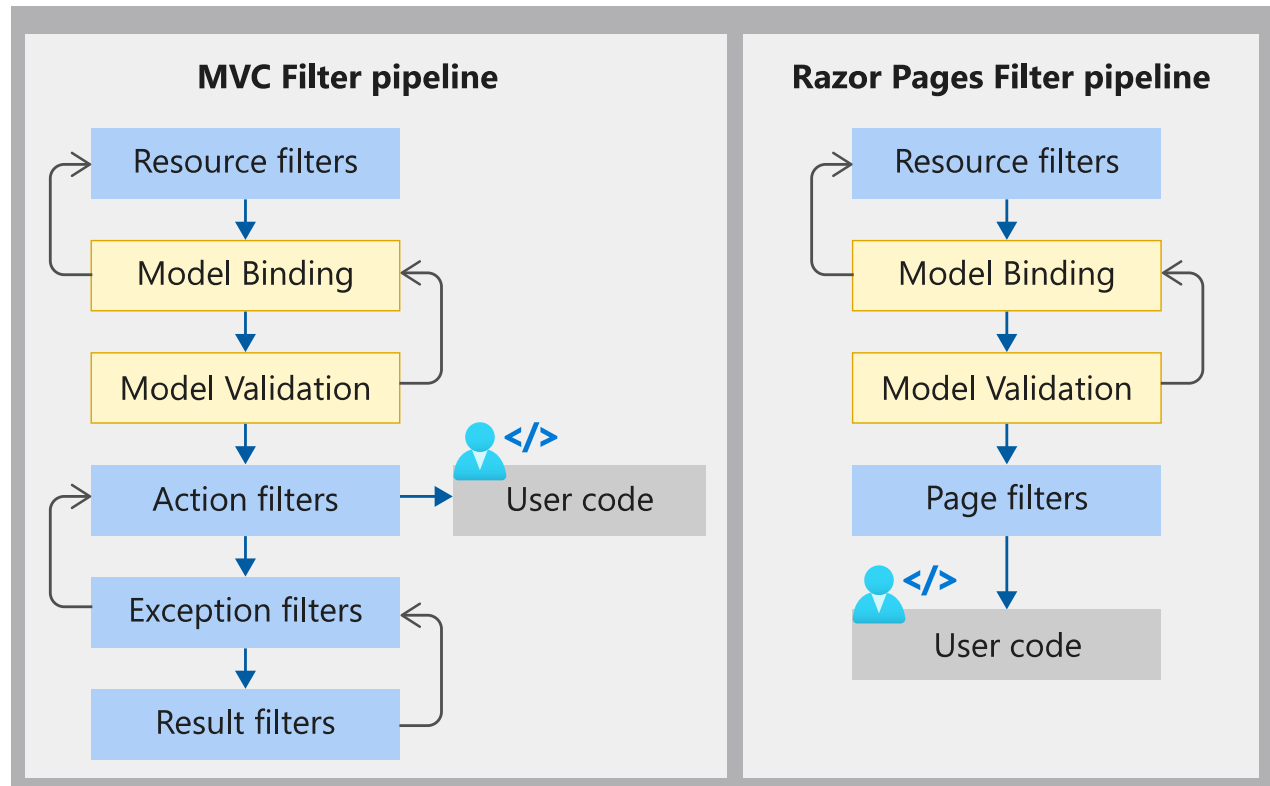 MVC Filter pipeline
Resource filters
Model Binding
Model Validation
Action filters
</>
User code
Exception filters
Result filters
Razor Pages Filter pipeline
Resource filters
Model Binding
Model Validation
Page filters
</>
User code